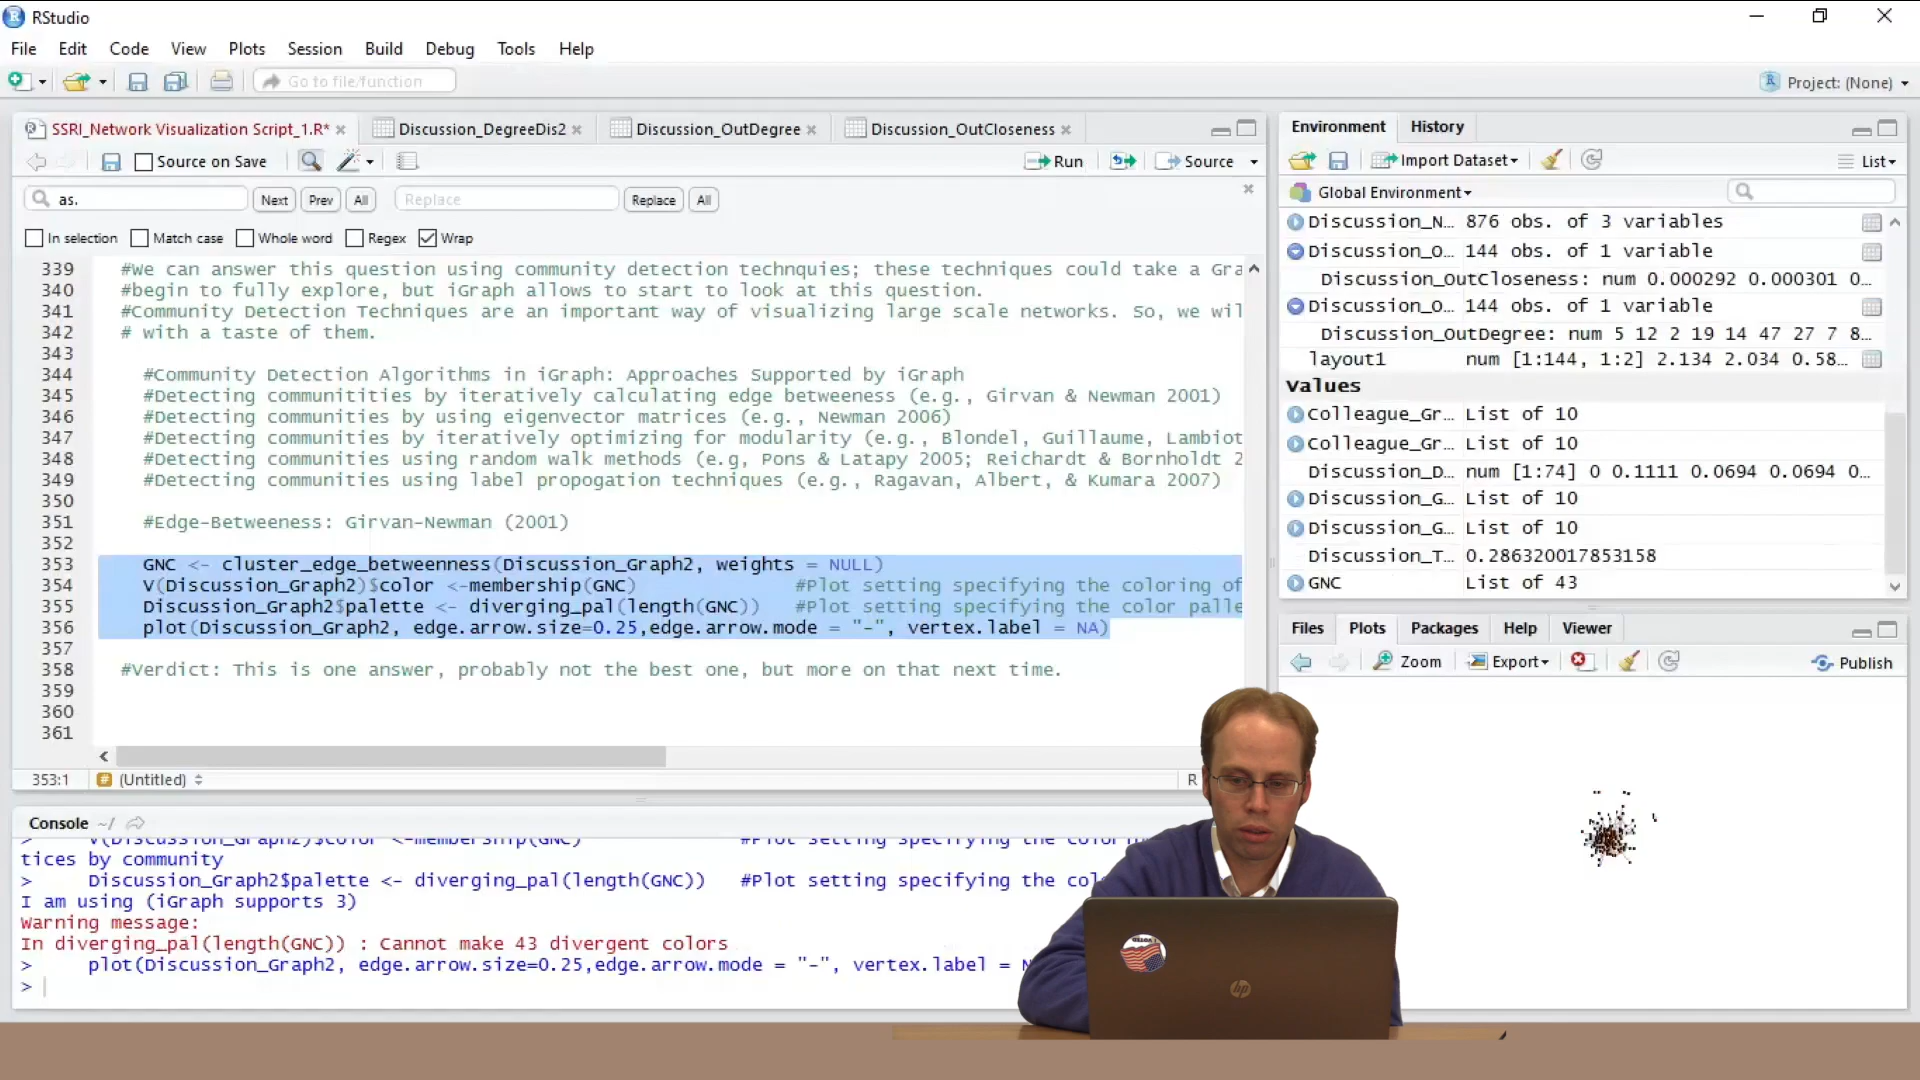 RStudio
File Edit Code View Plots Session Build Debug Tools Help
Go to file/function
Project: (None)
SSRI_Network Visualization Script_1.R*
Discussion_DegreeDis2
Discussion_OutDegree
Discussion_OutCloseness
Source on Save
Run
Source
as.
Next
Prev
All
Replace
Replace
All
In selection
Match case
Whole word
Regex
Wrap
339 #We can answer this question using community detection technquies; these techniques could take a Gra
340 #begin to fully explore, but iGraph allows to start to look at this question.
341 #Community Detection Techniques are an important way of visualizing large scale networks. So, we wil
342 # with a taste of them.
343
344 #Community Detection Algorithms in iGraph: Approaches Supported by iGraph
345 #Detecting communitities by iteratively calculating edge betweeness (e.g., Girvan & Newman 2001)
346 #Detecting communities by using eigenvector matrices (e.g., Newman 2006)
347 #Detecting communities by iteratively optimizing for modularity (e.g., Blondel, Guillaume, Lambiot
348 #Detecting communities using random walk methods (e.g, Pons & Latapy 2005; Reichardt & Bornholdt 2
349 #Detecting communities using label propogation techniques (e.g., Ragavan, Albert, & Kumara 2007)
350
351 #Edge-Betweeness: Girvan-Newman (2001)
352
353 GNC <- cluster_edge_betweenness(Discussion_Graph2, weights = NULL)
354 V(Discussion_Graph2)$color <-membership(GNC) #Plot setting specifying the coloring of
355 Discussion_Graph2$palette <- diverging_pal(length(GNC)) #Plot setting specifying the color palle
356 plot(Discussion_Graph2, edge.arrow.size=0.25,edge.arrow.mode = "-", vertex.label = NA)
357
358 #Verdict: This is one answer, probably not the best one, but more on that next time.
359
360
361
353:1 # (Untitled) R
Console ~/
> V(Discussion_Graph2)$color <-membership(GNC) #Plot setting specifying the
tices by community
> Discussion_Graph2$palette <- diverging_pal(length(GNC)) #Plot setting specifying the col
I am using (iGraph supports 3)
Warning message:
In diverging_pal(length(GNC)) : Cannot make 43 divergent colors
> plot(Discussion_Graph2, edge.arrow.size=0.25,edge.arrow.mode = "-", vertex.label = N
>
Environment History
Import Dataset
List
Global Environment
Discussion_N... 876 obs. of 3 variables
Discussion_O... 144 obs. of 1 variable
Discussion_OutCloseness: num 0.000292 0.000301 0...
Discussion_O... 144 obs. of 1 variable
Discussion_OutDegree: num 5 12 2 19 14 47 27 7 8...
layout1 num [1:144, 1:2] 2.134 2.034 0.58...
Values
Colleague_Gr... List of 10
Colleague_Gr... List of 10
Discussion_D... num [1:74] 0 0.1111 0.0694 0.0694 0...
Discussion_G... List of 10
Discussion_G... List of 10
Discussion_T... 0.286320017853158
GNC List of 43
Files Plots Packages Help Viewer
Zoom
Export
Publish
hp